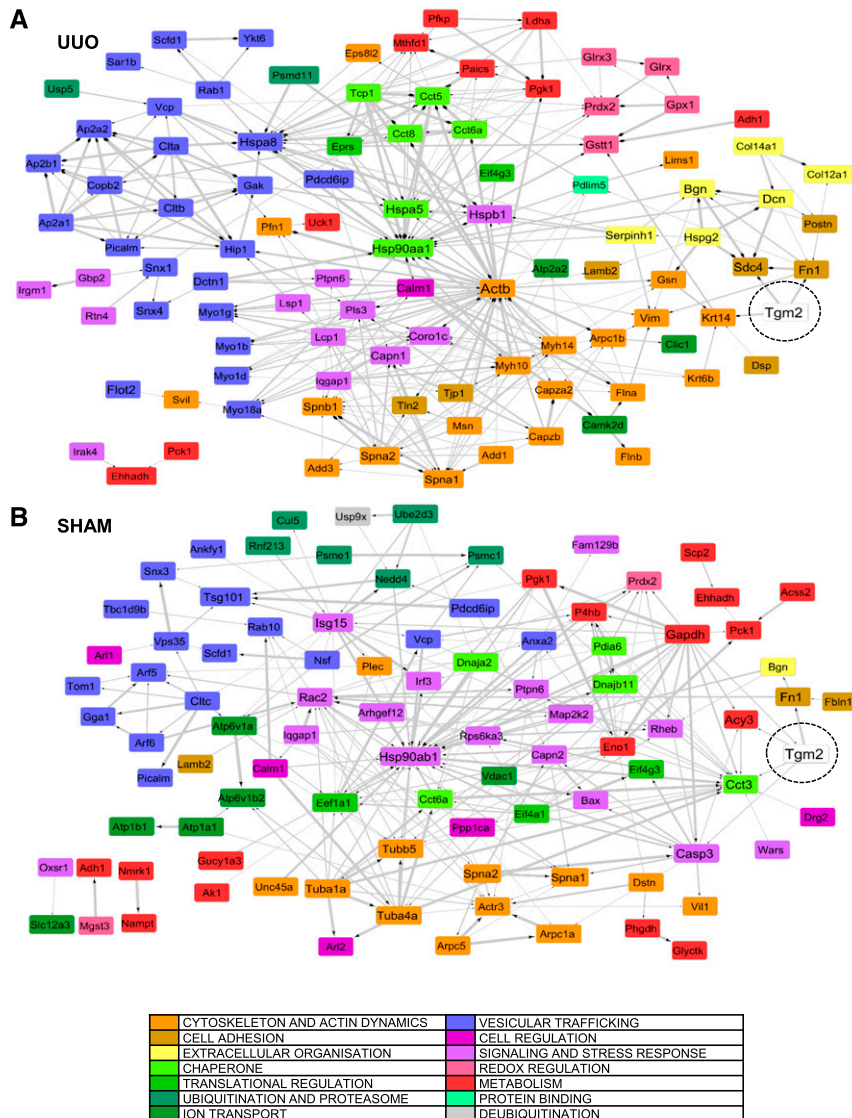 A
UUO
Pfkp
Ldha
Scfd1
Ykt6
Mthfd1
Eps8l2
Sar1b
Glrx3
Glrx
Psmd11
Paics
Usp5
Rab1
Tcp1
Cct5
Pgk1
Vcp
Prdx2
Gpx1
Ap2a2
Cct8
Cct6a
Adh1
Clta
Hspa8
Eprs
Gstt1
Col14a1
Ap2b1
Lims1
Col12a1
Copb2
Gak
Pdcd6ip
Eif4g3
Pdlim5
Bgn
Dcn
Ap2a1
Cltb
Hspa5
Hspb1
Postn
Pfn1
Uck1
Serpinh1
Hspg2
Picalm
Hip1
Hsp90aa1
Snx1
Atp2a2
Lamb2
Sdc4
Fn1
Gbp2
Dctn1
Ptpn6
Gsn
Irgm1
Calm1
Actb
Lsp1
Rtn4
Snx4
Myo1g
Pls3
Vim
Krt14
Tgm2
Lcp1
Coro1c
Arpc1b
Myo1b
Myh14
Clic1
Capn1
Myh10
Dsp
Myo1d
Iqgap1
Krt6b
Flot2
Tjp1
Capza2
Flna
Svil
Spnb1
Tln2
Myo18a
Msn
Camk2d
Capzb
Irak4
Pck1
Spna2
Add1
Flnb
Add3
Ehhadh
Spna1
B
SHAM
Cul5
Usp9x
Ube2d3
Ankfy1
Rnf213
Psme1
Psmc1
Fam129b
Scp2
Snx3
Nedd4
Pgk1
Prdx2
Ehhadh
Acss2
Tsg101
Tbc1d9b
Pdcd6ip
P4hb
Isg15
Rab10
Gapdh
Pck1
Vps35
Vcp
Anxa2
Pdia6
Arl1
Scfd1
Nsf
Plec
Dnaja2
Bgn
Tom1
Arf5
Irf3
Ptpn6
Dnajb11
Cltc
Rac2
Fn1
Fbln1
Gga1
Arhgef12
Map2k2
Acy3
Atp6v1a
Iqgap1
Rps6ka3
Rheb
Arf6
Eno1
Tgm2
Hsp90ab1
Capn2
Lamb2
Calm1
Eif4g3
Picalm
Vdac1
Cct3
Atp6v1b2
Eef1a1
Cct6a
Bax
Eif4a1
Drg2
Atp1b1
Atp1a1
Ppp1ca
Tubb5
Casp3
Wars
Gucy1a3
Oxsr1
Adh1
Nmrk1
Spna2
Spna1
Ak1
Unc45a
Tuba1a
Dstn
Tuba4a
Actr3
Vil1
Slc12a3
Mgst3
Nampt
Phgdh
Arl2
Arpc5
Arpc1a
Glyctk
CYTOSKELETON AND ACTIN DYNAMICS VESICULAR TRAFFICKING
CELL ADHESION CELL REGULATION
EXTRACELLULAR ORGANISATION SIGNALING AND STRESS RESPONSE
CHAPERONE REDOX REGULATION
TRANSLATIONAL REGULATION METABOLISM
UBIQUITINATION AND PROTEASOME PROTEIN BINDING
ION TRANSPORT DEUBIQUITINATION